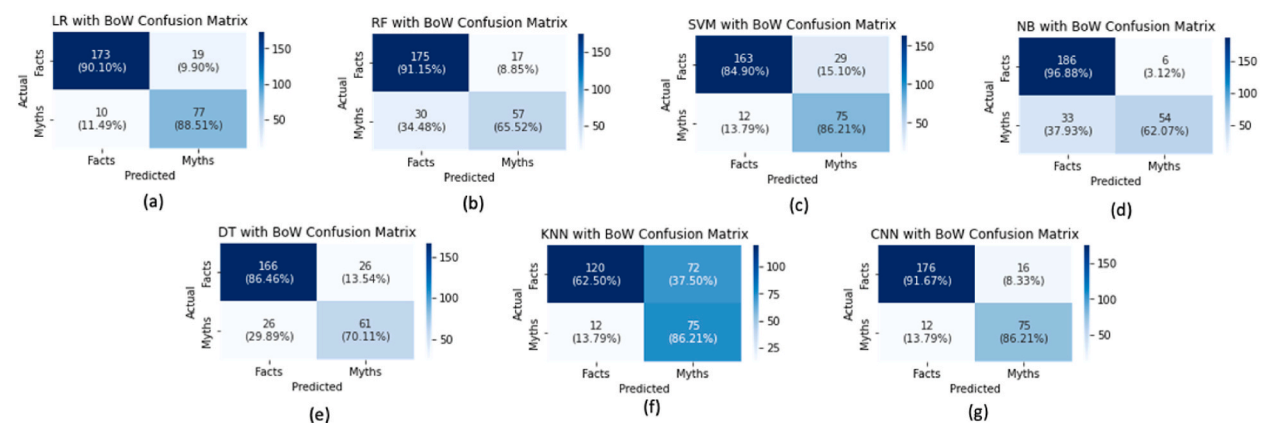 LR with BoW Confusion Matrix
Actual
Facts
Myths
173
(90.10%)
19
(9.90%)
10
(11.49%)
77
(88.51%)
150
100
50
Facts
Myths
Predicted
(a)
RF with BoW Confusion Matrix
Actual
Facts
Myths
175
(91.15%)
17
(8.85%)
30
(34.48%)
57
(65.52%)
150
100
50
Facts
Myths
Predicted
(b)
SVM with BoW Confusion Matrix
Actual
Facts
Myths
163
(84.90%)
29
(15.10%)
12
(13.79%)
75
(86.21%)
150
100
50
Facts
Myths
Predicted
(c)
NB with BoW Confusion Matrix
Actual
Facts
Myths
186
(96.88%)
6
(3.12%)
33
(37.93%)
54
(62.07%)
150
100
50
Facts
Myths
Predicted
(d)
DT with BoW Confusion Matrix
Actual
Facts
Myths
166
(86.46%)
26
(13.54%)
26
(29.89%)
61
(70.11%)
150
100
50
Facts
Myths
Predicted
(e)
KNN with BoW Confusion Matrix
Actual
Facts
Myths
120
(62.50%)
72
(37.50%)
12
(13.79%)
75
(86.21%)
100
75
50
25
Facts
Myths
Predicted
(f)
CNN with BoW Confusion Matrix
Actual
Facts
Myths
176
(91.67%)
16
(8.33%)
12
(13.79%)
75
(86.21%)
150
100
50
Facts
Myths
Predicted
(g)